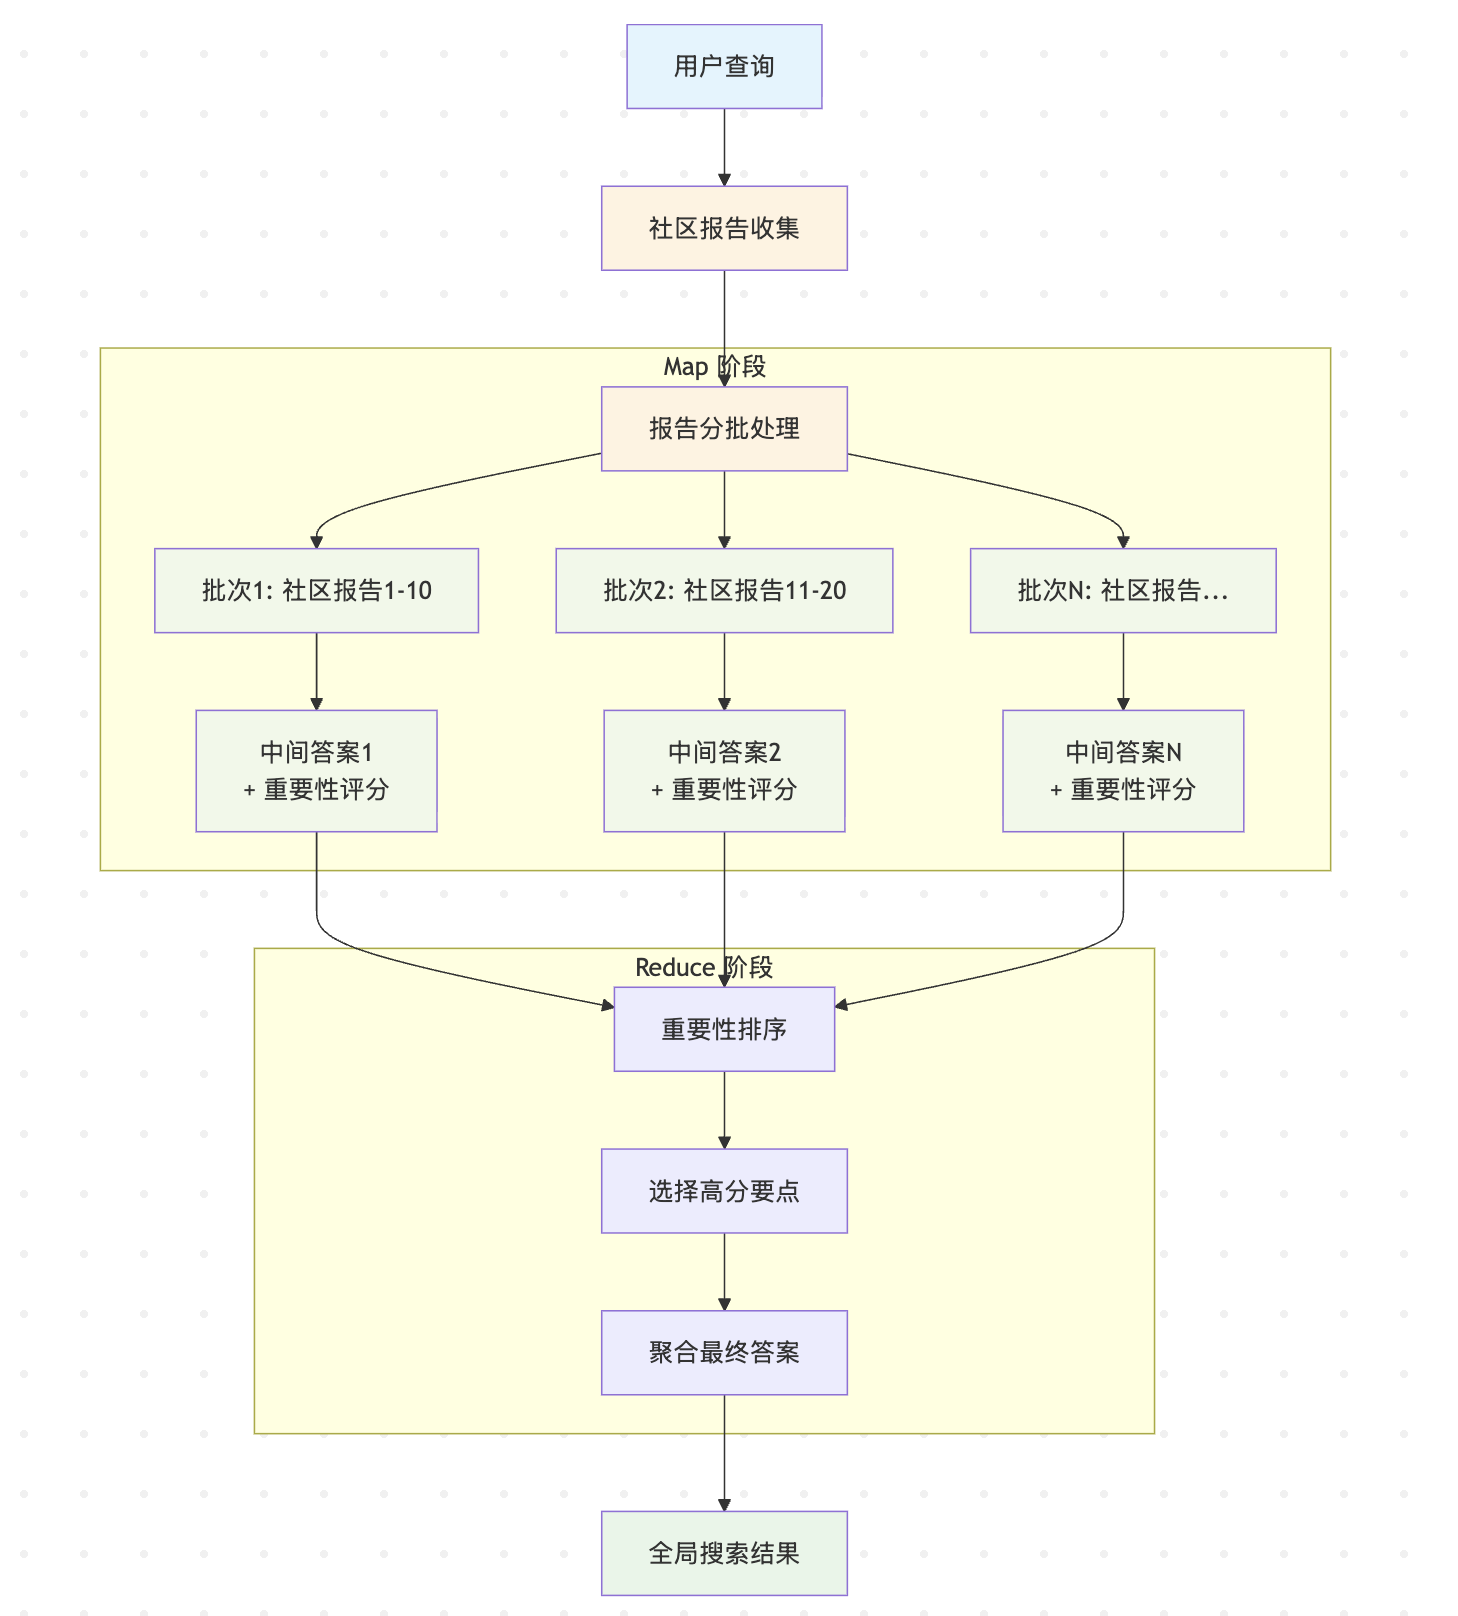 用户查询
社区报告收集
Map 阶段
报告分批处理
批次1: 社区报告1-10
批次2: 社区报告11-20
批次N: 社区报告...
中间答案1
+ 重要性评分
中间答案2
+ 重要性评分
中间答案N
+ 重要性评分
Reduce 阶段
重要性排序
选择高分要点
聚合最终答案
全局搜索结果